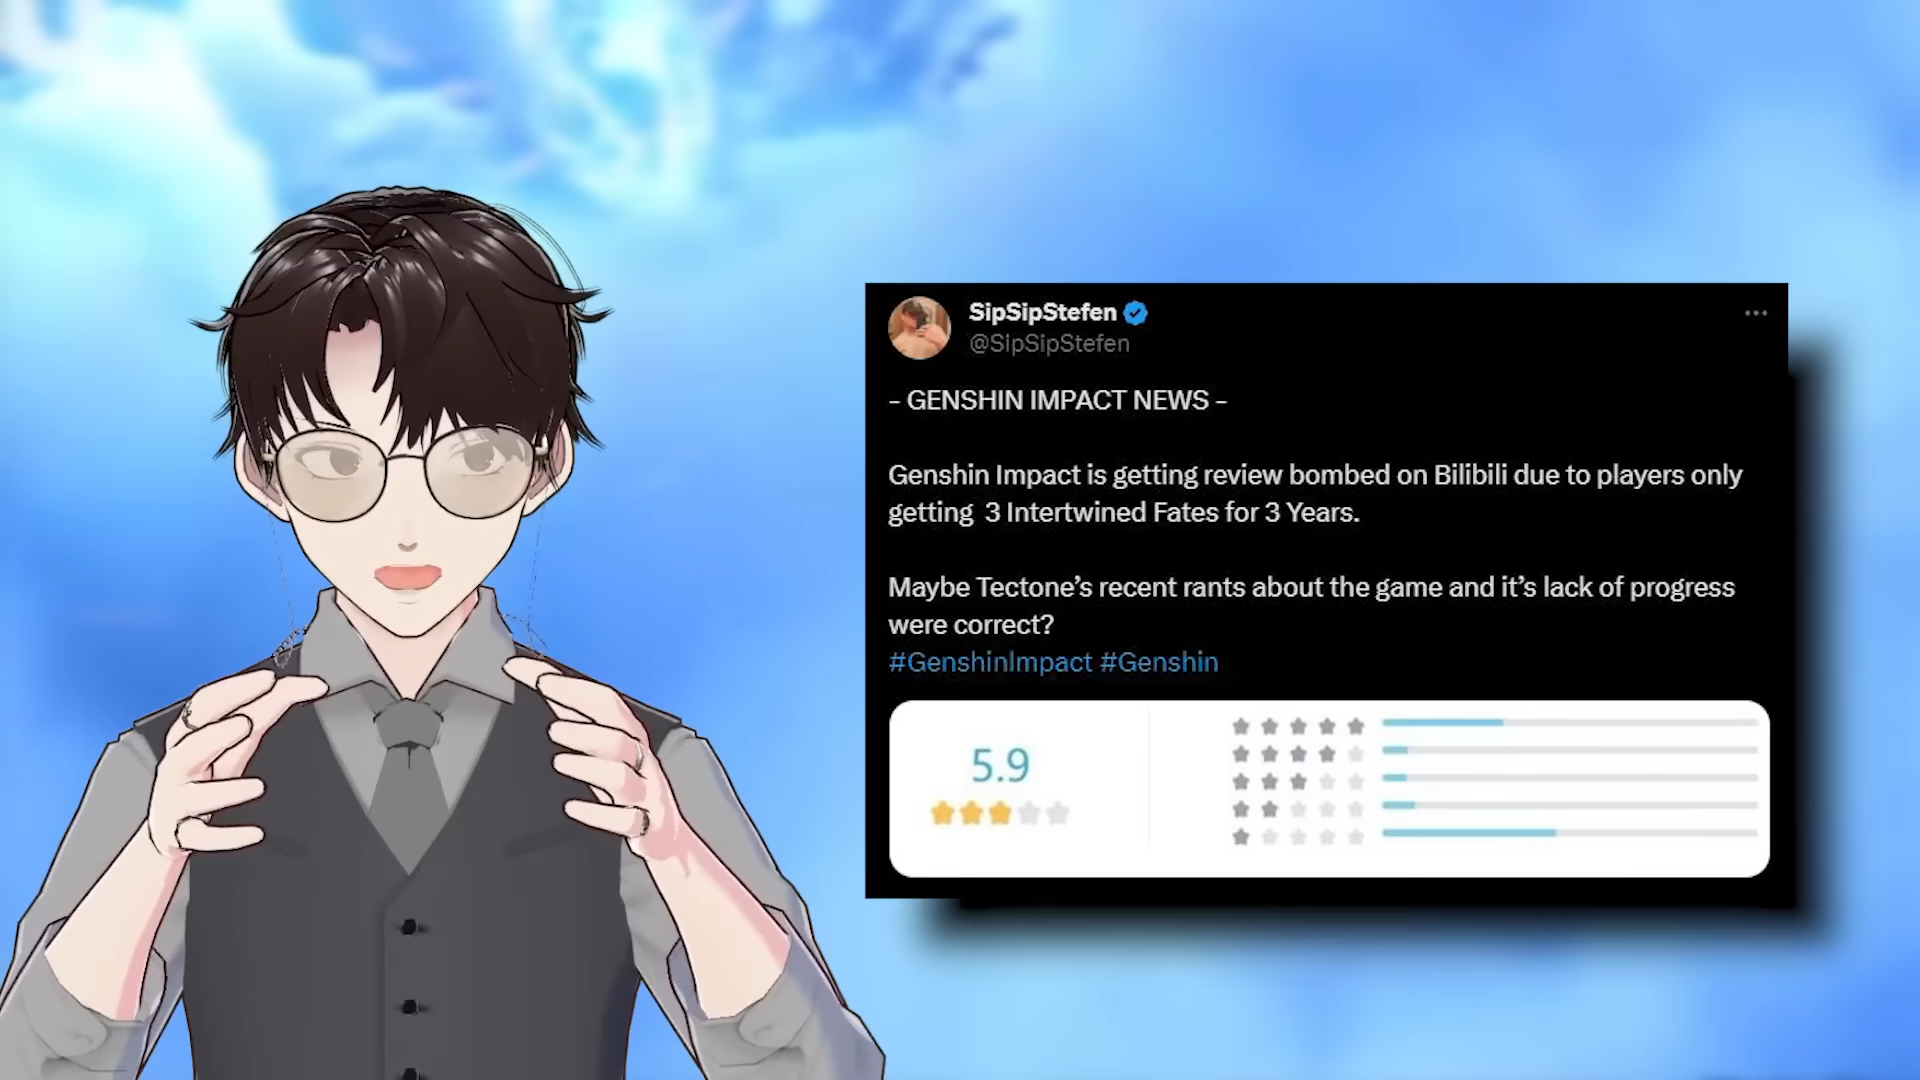 SipSipStefen
@SipSipStefen
– GENSHIN IMPACT NEWS –
Genshin Impact is getting review bombed on Bilibili due to players only
getting 3 Intertwined Fates for 3 Years.
Maybe Tectone’s recent rants about the game and it’s lack of progress
were correct?
#GenshinImpact #Genshin
5.9